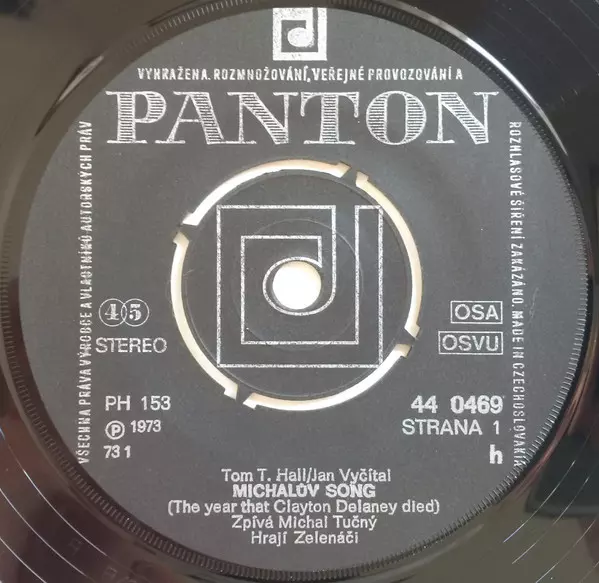 VŠECHNA PRÁVA VÝROBCE A VLASTNÍKŮ AUTORSKÝCH PRÁV
VYHRAŽENA. ROZMNOŽOVÁNÍ, VEŘEJNÉ PROVOZOVÁNÍ A
ROZHLASOVÉ ŠÍŘENÍ ZAKÁZÁNO. MADE IN CZECHOSLOVAKIA
PANTON
45
STEREO
OSA
OSVU
PH 153
Ⓟ 1973
73 1
44 0469
STRANA 1
h
Tom T. Hall/Jan Vyčítal
MICHALŮV SONG
(The year that Clayton Delaney died)
Zpívá Michal Tučný
Hrají Zelenáči